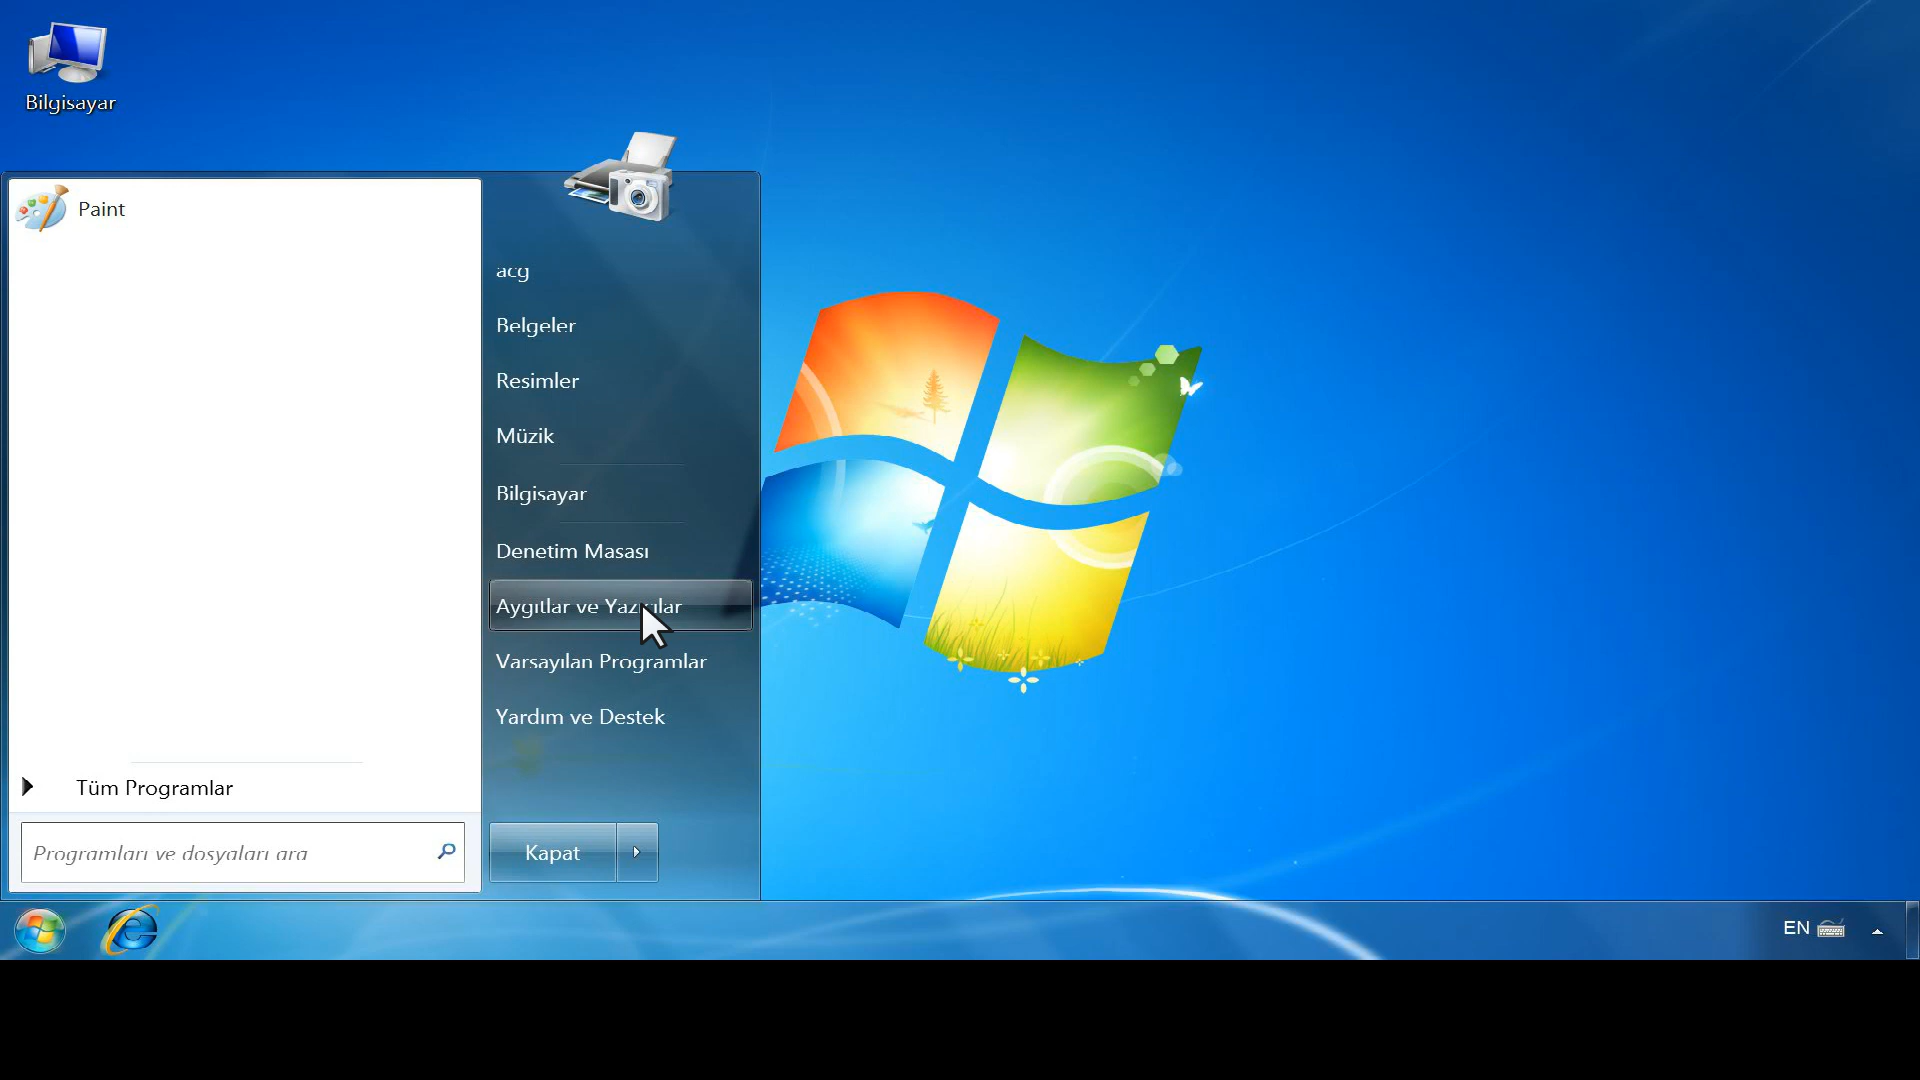 Bilgisayar
Paint
acg
Belgeler
Resimler
Müzik
Bilgisayar
Denetim Masası
Aygıtlar ve Yazıcılar
Varsayılan Programlar
Yardım ve Destek
Tüm Programlar
Programları ve dosyaları ara
Kapat
EN